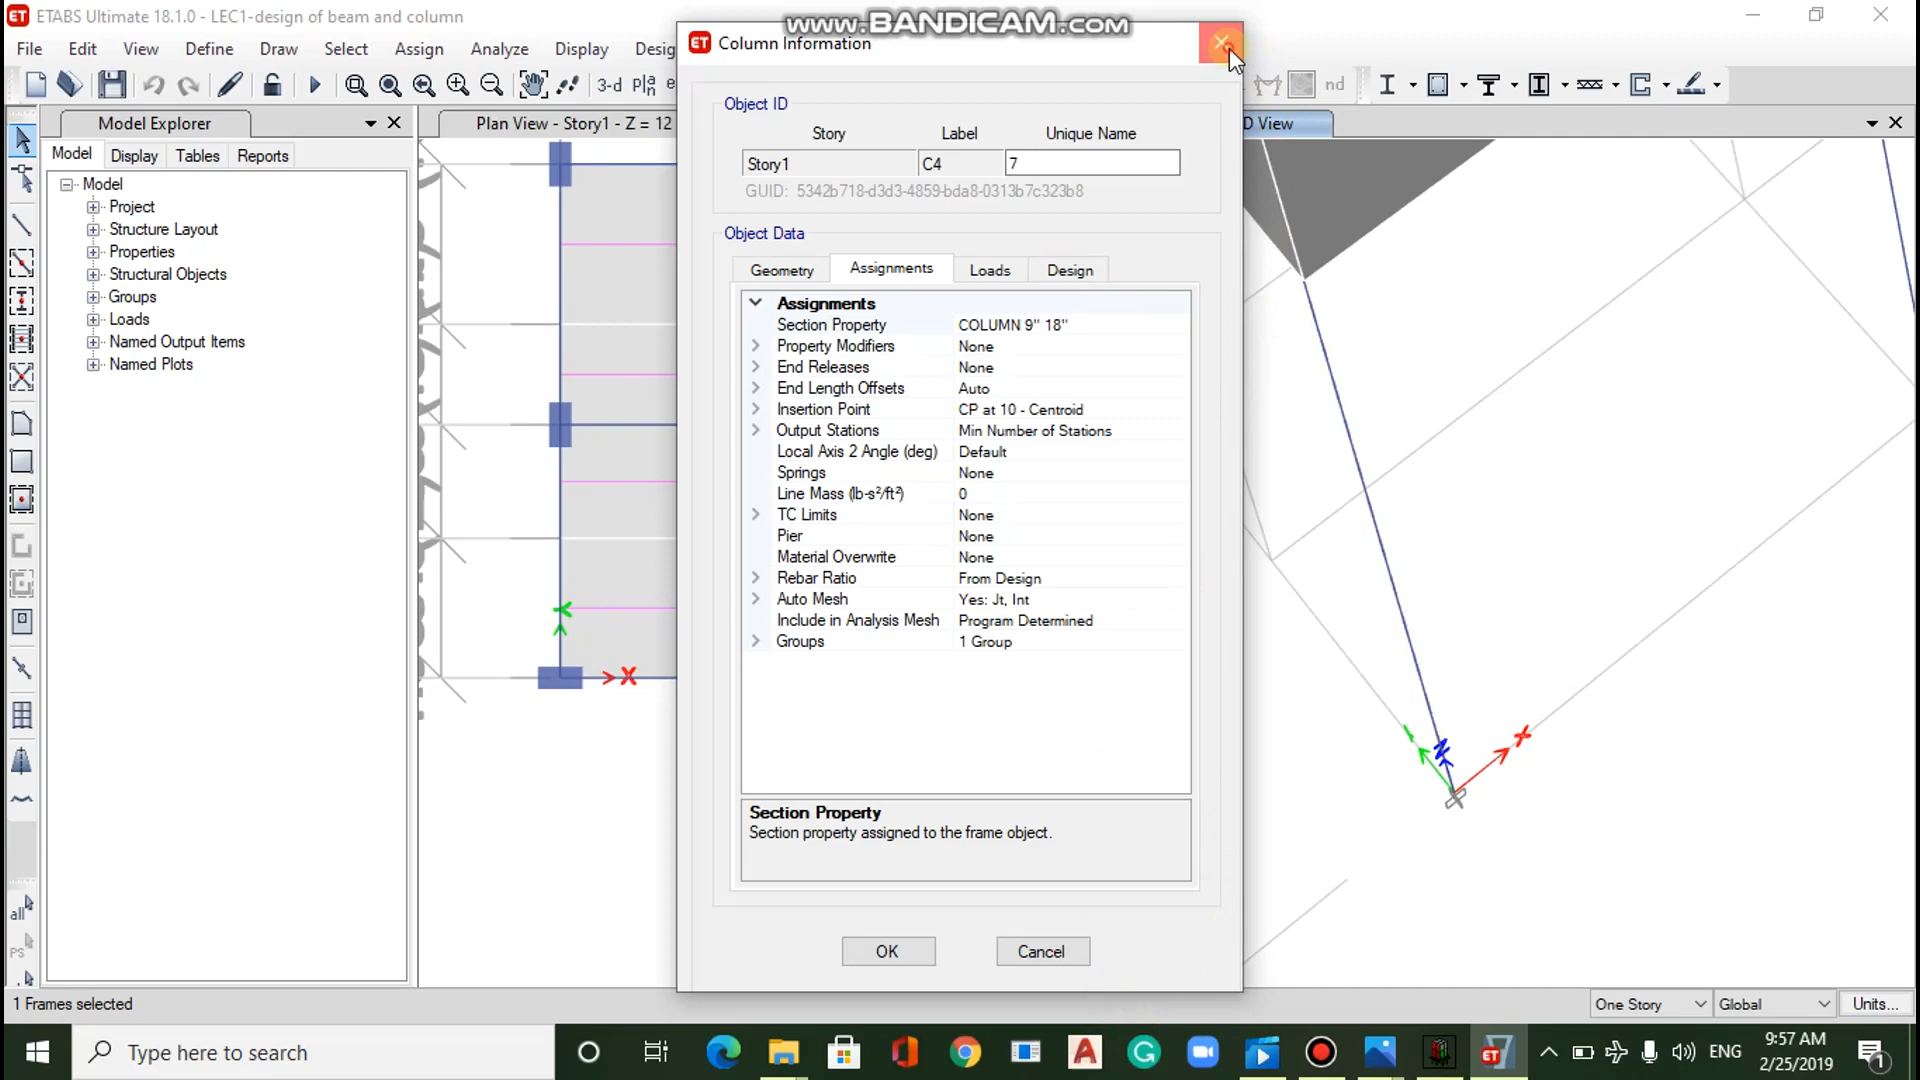 ETABS Ultimate 18.1.0 - LEC1-design of beam and column
www.BANDICAM.com
File Edit View Define Draw Select Assign Analyze Display Desig
3-d pla e
nd
Column Information
Model Explorer
Plan View - Story1 - Z = 12
D View
Model Display Tables Reports
Model
Project
Structure Layout
Properties
Structural Objects
Groups
Loads
Named Output Items
Named Plots
Object ID
Story Label Unique Name
Story1 C4 7
GUID: 5342b718-d3d3-4859-bda8-0313b7c323b8
Object Data
Geometry Assignments Loads Design
Assignments
Section Property COLUMN 9" 18"
Property Modifiers None
End Releases None
End Length Offsets Auto
Insertion Point CP at 10 - Centroid
Output Stations Min Number of Stations
Local Axis 2 Angle (deg) Default
Springs None
Line Mass (lb-s²/ft²) 0
TC Limits None
Pier None
Material Overwrite None
Rebar Ratio From Design
Auto Mesh Yes: Jt, Int
Include in Analysis Mesh Program Determined
Groups 1 Group
Section Property
Section property assigned to the frame object.
OK Cancel
X
Y Z X
all
PS
1 Frames selected
One Story Global Units...
Type here to search
ENG
9:57 AM
2/25/2019
1